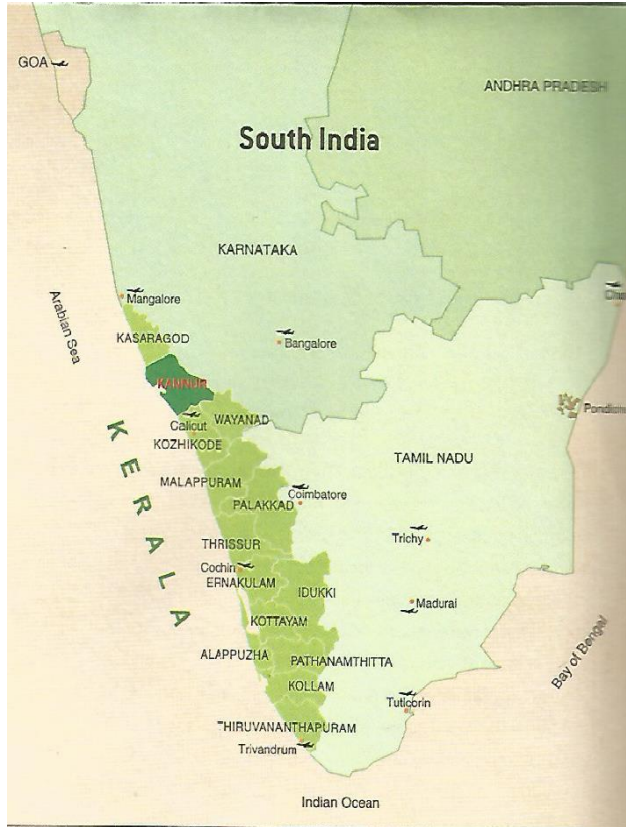 GOA
ANDHRA PRADESH
South India
KARNATAKA
Mangalore
Arabian Sea
KASARAGOD
Bangalore
KANNUR
Calicut
WAYANAD
KOZHIKODE
KERALA
TAMIL NADU
MALAPPURAM
Coimbatore
PALAKKAD
THRISSUR
Trichy
Cochin
ERNAKULAM
IDUKKI
Madurai
KOTTAYAM
ALAPPUZHA
PATHANAMTHITTA
Bay of Bengal
KOLLAM
Tuticorin
THIRUVANANTHAPURAM
Trivandrum
Indian Ocean